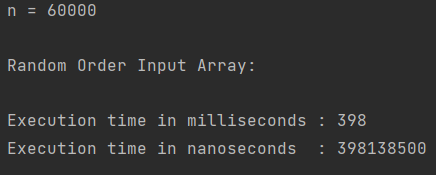 n = 60000
Random Order Input Array:
Execution time in milliseconds : 398
Execution time in nanoseconds  : 398138500